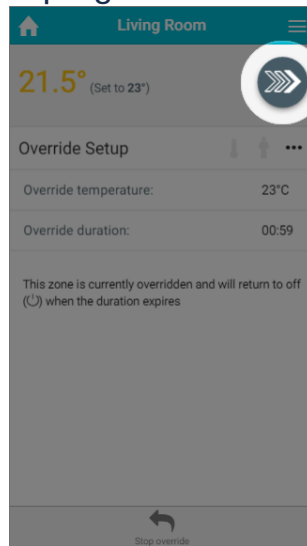 Living Room
21.5° (Set to 23°)
Override Setup
Override temperature: 23°C
Override duration: 00:59
This zone is currently overridden and will return to off
(⏻) when the duration expires
Stop override